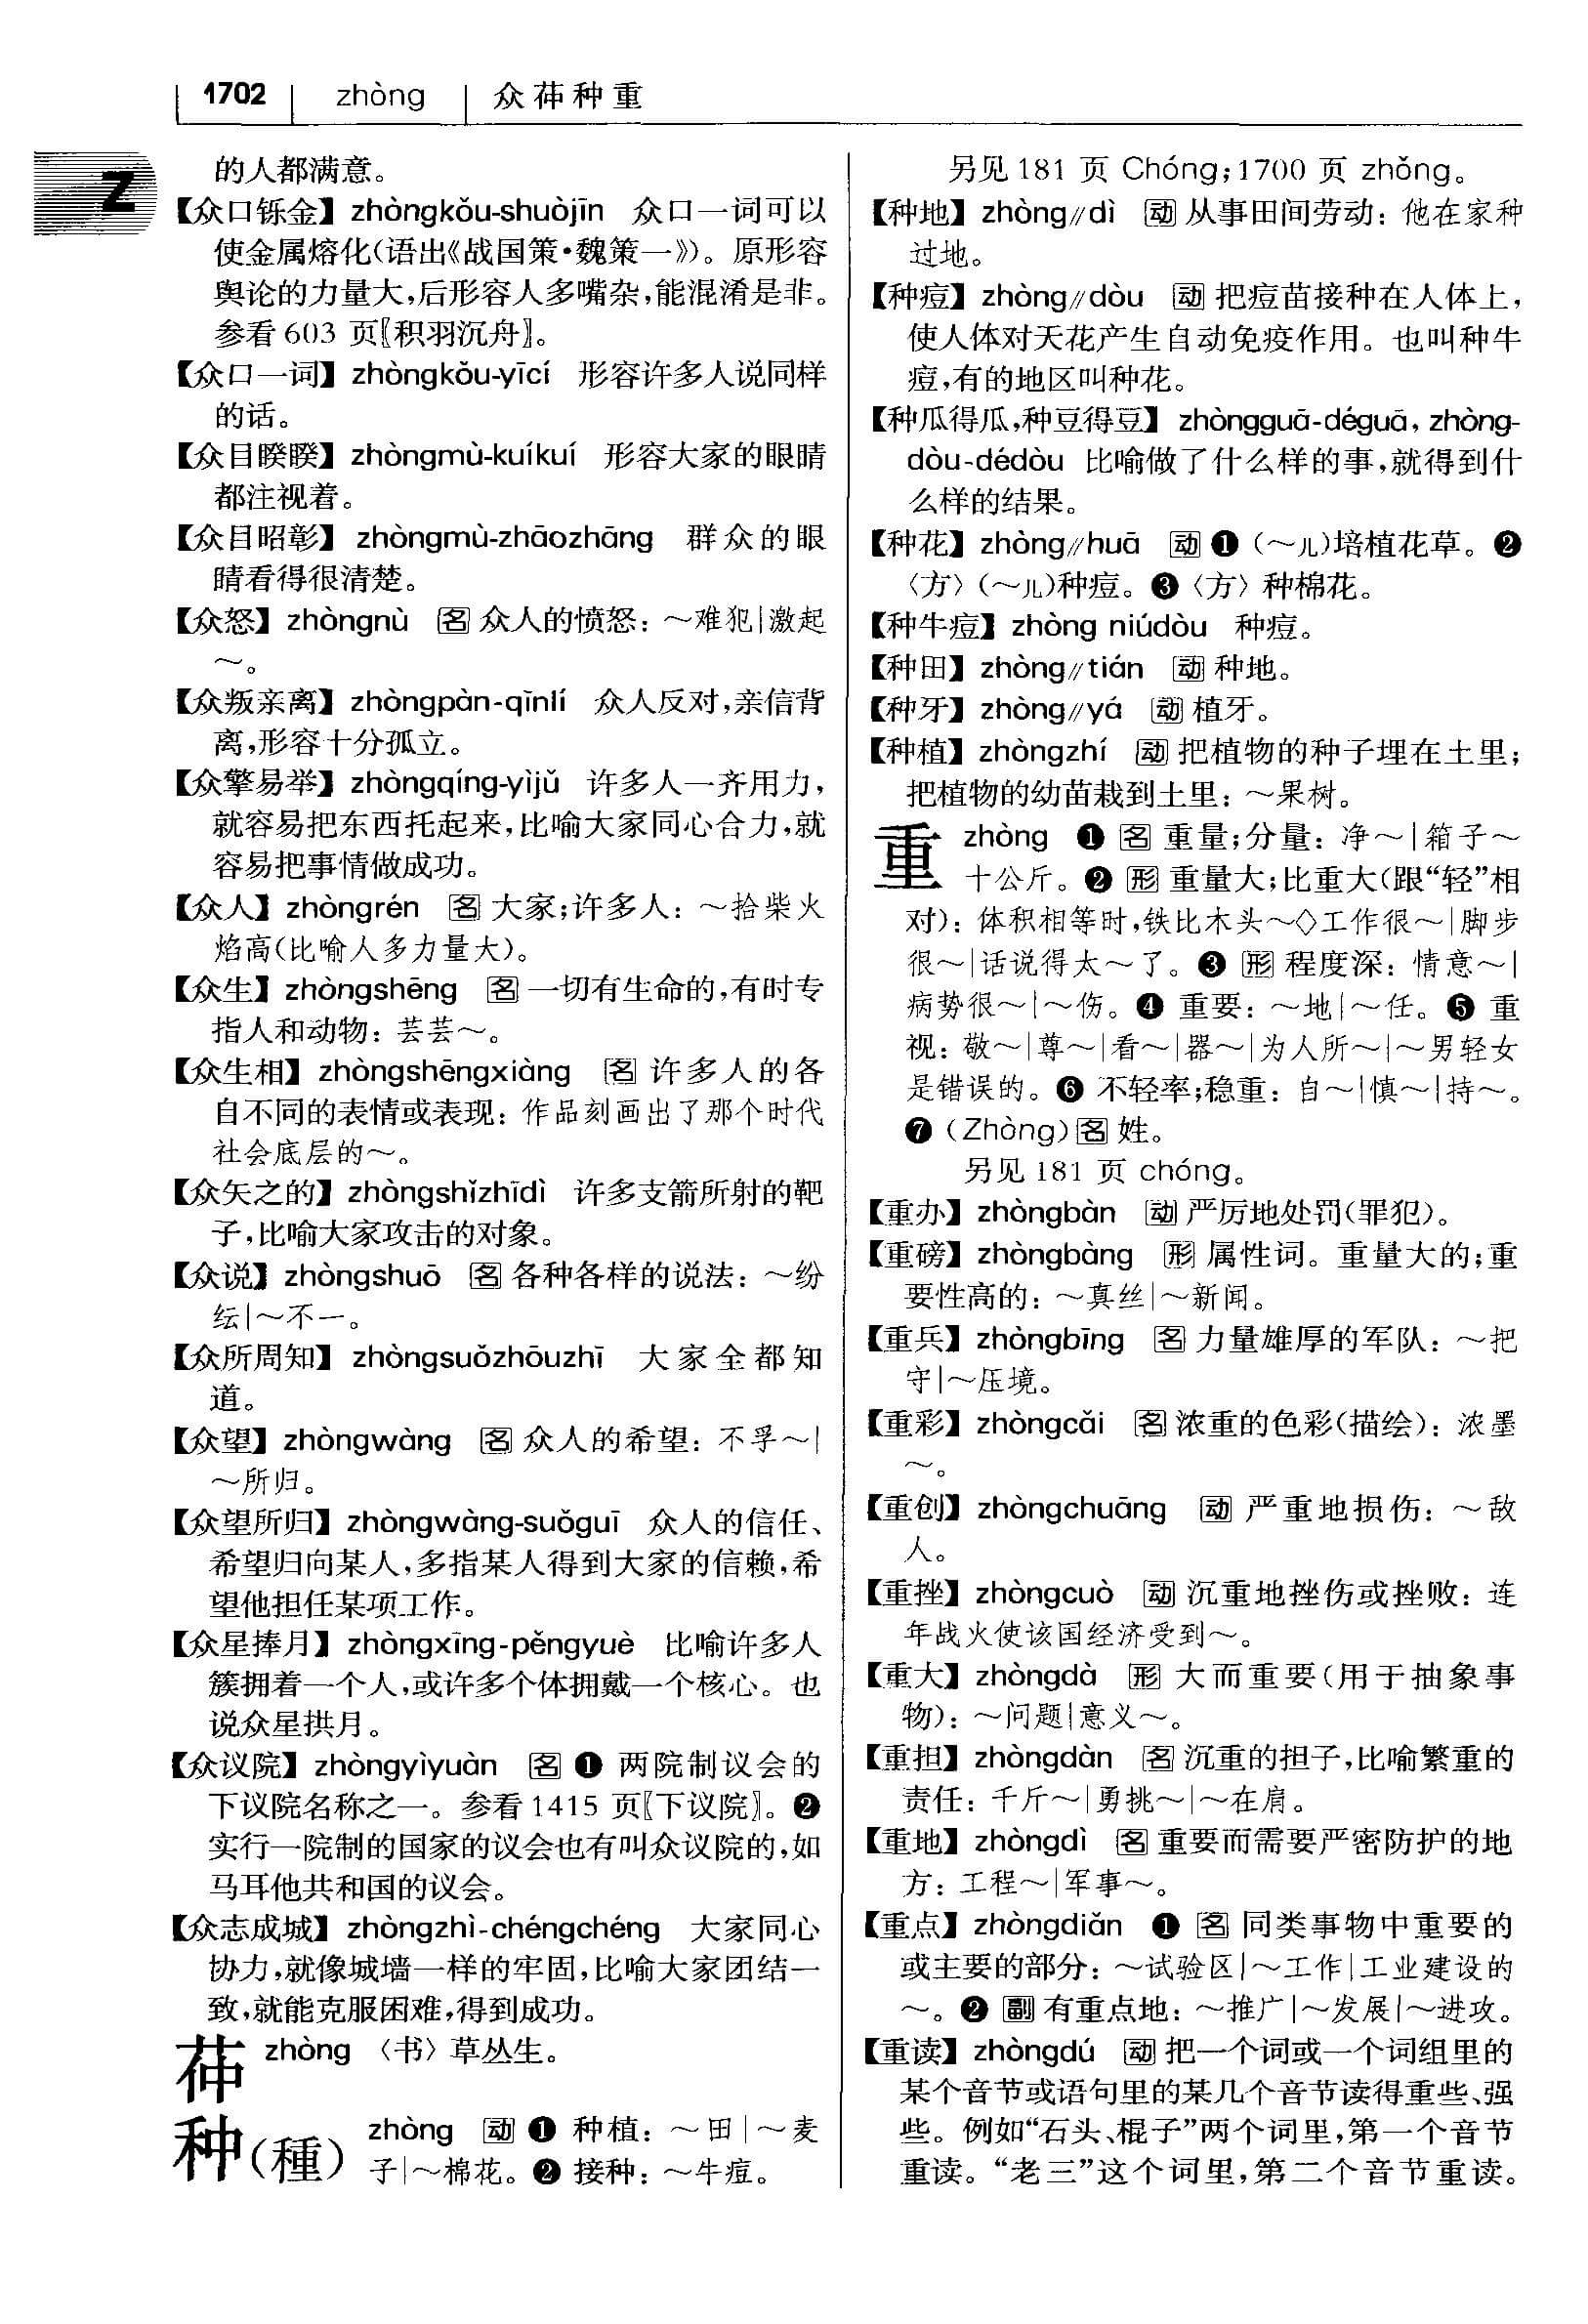 1702 zhòng 众茽种重
Z
的人都满意。
【众口铄金】 zhòngkǒu-shuòjīn 众口一词可以
使金属熔化(语出《战国策·魏策一》)。原形容
舆论的力量大,后形容人多嘴杂,能混淆是非。
参看603 页〖积羽沉舟〗。
【众口一词】 zhòngkǒu-yīcí 形容许多人说同样
的话。
【众目睽睽】 zhòngmù-kuíkuí 形容大家的眼睛
都注视着。
【众目昭彰】 zhòngmù-zhāozhāng 群众的眼
睛看得很清楚。
【众怒】 zhòngnù 名 众人的愤怒: ～难犯|激起
～。
【众叛亲离】 zhòngpàn-qīnlí 众人反对,亲信背
离,形容十分孤立。
【众擎易举】 zhòngqíng-yìjǔ 许多人一齐用力,
就容易把东西托起来,比喻大家同心合力,就
容易把事情做成功。
【众人】 zhòngrén 名 大家;许多人: ～拾柴火
焰高(比喻人多力量大)。
【众生】 zhòngshēng 名 一切有生命的,有时专
指人和动物: 芸芸～。
【众生相】 zhòngshēngxiàng 名 许多人的各
自不同的表情或表现: 作品刻画出了那个时代
社会底层的～。
【众矢之的】 zhòngshǐzhīdì 许多支箭所射的靶
子,比喻大家攻击的对象。
【众说】 zhòngshuō 名 各种各样的说法: ～纷
纭|～不一。
【众所周知】 zhòngsuǒzhōuzhī 大家全都知
道。
【众望】 zhòngwàng 名 众人的希望: 不孚～|
～所归。
【众望所归】 zhòngwàng-suǒguī 众人的信任、
希望归向某人,多指某人得到大家的信赖,希
望他担任某项工作。
【众星捧月】 zhòngxīng-pěngyuè 比喻许多人
簇拥着一个人,或许多个体拥戴一个核心。也
说众星拱月。
【众议院】 zhòngyìyuàn 名 ❶ 两院制议会的
下议院名称之一。参看1415 页〖下议院〗。❷
实行一院制的国家的议会也有叫众议院的,如
马耳他共和国的议会。
【众志成城】 zhòngzhì-chéngchéng 大家同心
协力,就像城墙一样的牢固,比喻大家团结一
致,就能克服困难,得到成功。
茽 zhòng 〈书〉草丛生。
种(種) zhòng 动 ❶ 种植: ～田|～麦
子|～棉花。❷ 接种: ～牛痘。
另见181 页 Chóng;1700 页 zhǒng。
【种地】 zhòng//dì 动 从事田间劳动: 他在家种
过地。
【种痘】 zhòng//dòu 动 把痘苗接种在人体上,
使人体对天花产生自动免疫作用。也叫种牛
痘,有的地区叫种花。
【种瓜得瓜,种豆得豆】 zhòngguā-déguā, zhòng-
dòu-dédòu 比喻做了什么样的事,就得到什
么样的结果。
【种花】 zhòng//huā 动 ❶ (～儿)培植花草。❷
〈方〉(～儿)种痘。❸〈方〉种棉花。
【种牛痘】 zhòng niúdòu 种痘。
【种田】 zhòng//tián 动 种地。
【种牙】 zhòng//yá 动 植牙。
【种植】 zhòngzhí 动 把植物的种子埋在土里;
把植物的幼苗栽到土里: ～果树。
重 zhòng ❶ 名 重量;分量: 净～|箱子～
十公斤。❷ 形 重量大;比重大(跟“轻”相
对): 体积相等时,铁比木头～◇工作很～|脚步
很～|话说得太～了。❸ 形 程度深: 情意～|
病势很～|～伤。❹ 重要: ～地|～任。❺ 重
视: 敬～|尊～|看～|器～|为人所～|～男轻女
是错误的。❻ 不轻率;稳重: 自～|慎～|持～。
❼ (Zhòng)名 姓。
另见181 页 chóng。
【重办】 zhòngbàn 动 严厉地处罚(罪犯)。
【重磅】 zhòngbàng 形 属性词。重量大的;重
要性高的: ～真丝|～新闻。
【重兵】 zhòngbīng 名 力量雄厚的军队: ～把
守|～压境。
【重彩】 zhòngcǎi 名 浓重的色彩(描绘): 浓墨
～。
【重创】 zhòngchuāng 动 严重地损伤: ～敌
人。
【重挫】 zhòngcuò 动 沉重地挫伤或挫败: 连
年战火使该国经济受到～。
【重大】 zhòngdà 形 大而重要(用于抽象事
物): ～问题|意义～。
【重担】 zhòngdàn 名 沉重的担子,比喻繁重的
责任: 千斤～|勇挑～|～在肩。
【重地】 zhòngdì 名 重要而需要严密防护的地
方: 工程～|军事～。
【重点】 zhòngdiǎn ❶ 名 同类事物中重要的
或主要的部分: ～试验区|～工作|工业建设的
～。❷ 副 有重点地: ～推广|～发展|～进攻。
【重读】 zhòngdú 动 把一个词或一个词组里的
某个音节或语句里的某几个音节读得重些、强
些。例如“石头、棍子”两个词里,第一个音节
重读。“老三”这个词里,第二个音节重读。